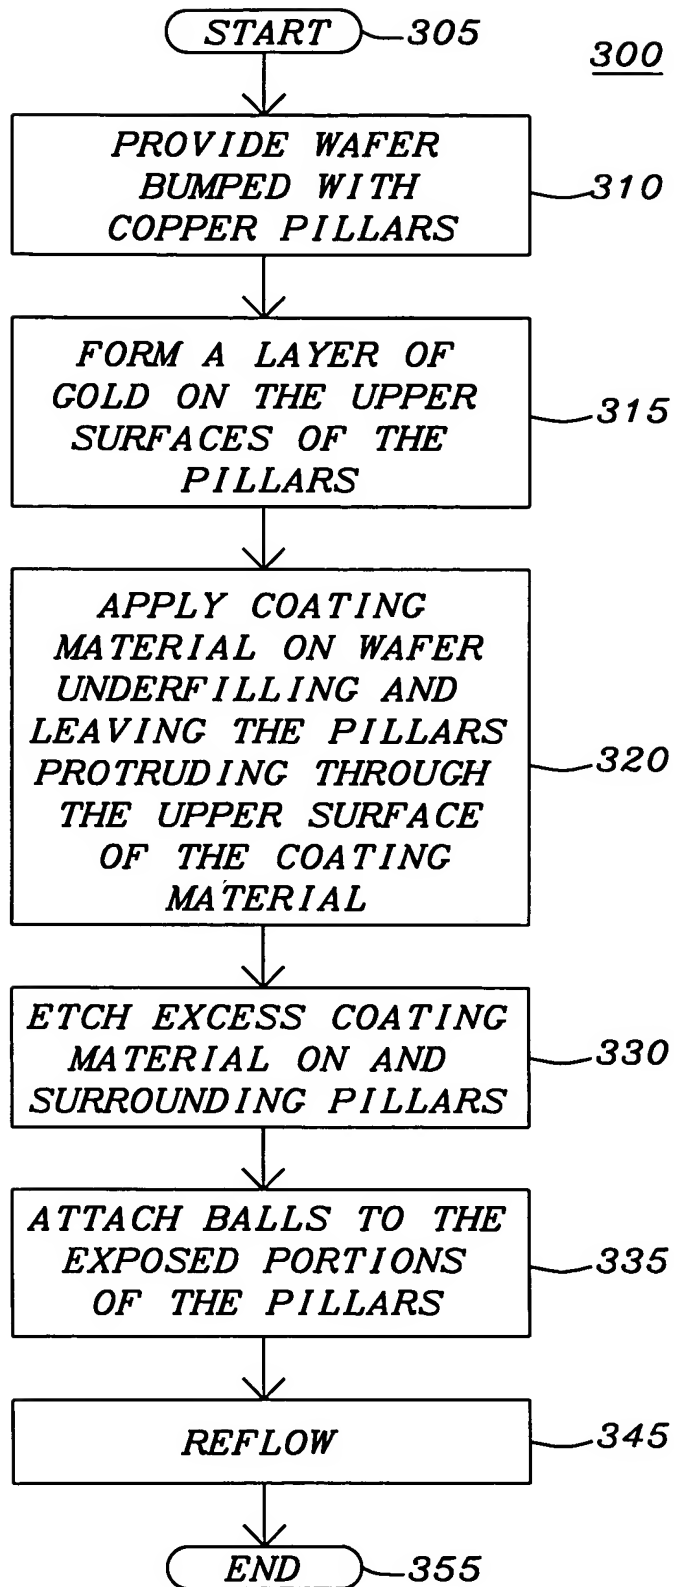 START 305
300
PROVIDE WAFER
BUMPED WITH
COPPER PILLARS
310
FORM A LAYER OF
GOLD ON THE UPPER
SURFACES OF THE
PILLARS
315
APPLY COATING
MATERIAL ON WAFER
UNDERFILLING AND
LEAVING THE PILLARS
PROTRUDING THROUGH
THE UPPER SURFACE
OF THE COATING
MATERIAL
320
ETCH EXCESS COATING
MATERIAL ON AND
SURROUNDING PILLARS
330
ATTACH BALLS TO THE
EXPOSED PORTIONS
OF THE PILLARS
335
REFLOW 345
END 355